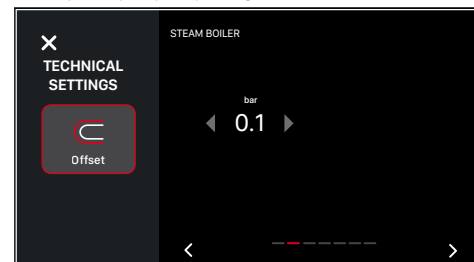 TECHNICAL
SETTINGS
Offset
STEAM BOILER
bar
0.1